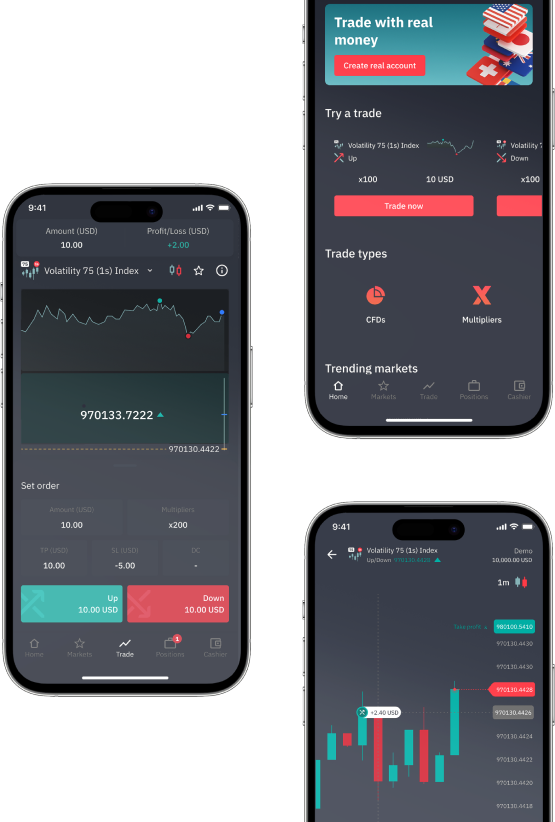 Trade with real
money
Create real account
Try a trade
Volatility 75 (1s) Index
Up
x100
10 USD
Trade now
Volatility
Down
x100
Trade types
CFDs
Multipliers
Trending markets
Home
Markets
Trade
Positions
Cashier
9:41
Amount (USD)
10.00
Profit/Loss (USD)
+2.00
75
Volatility 75 (1s) Index
970133.7222
970130.4422
Set order
Amount (USD)
10.00
Multipliers
x200
TP (USD)
10.00
SL (USD)
-5.00
DC
-
Up
10.00 USD
Down
10.00 USD
Home
Markets
Trade
1
Positions
Cashier
9:41
Volatility 75 (1s) Index
Up/Down 970130.4428
Demo
10,000.00 USD
1m
Take profit
980100.5410
970130.4430
970130.4430
970130.4428
970130.4426
+2.40 USD
970130.4424
970130.4422
970130.4420
970130.4418